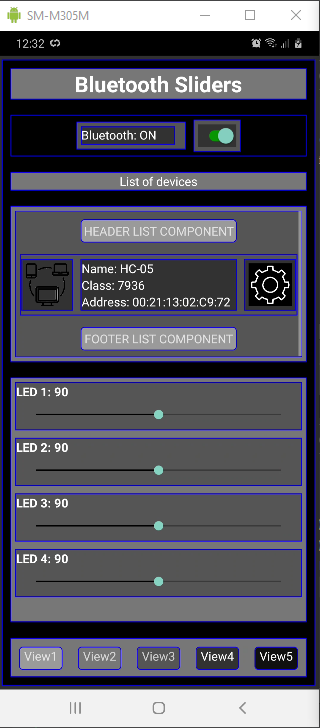 SM-M305M
12:32
Bluetooth Sliders
Bluetooth: ON
List of devices
HEADER LIST COMPONENT
Name: HC-05
Class: 7936
Address: 00:21:13:02:C9:72
FOOTER LIST COMPONENT
LED 1: 90
LED 2: 90
LED 3: 90
LED 4: 90
View1 View2 View3 View4 View5